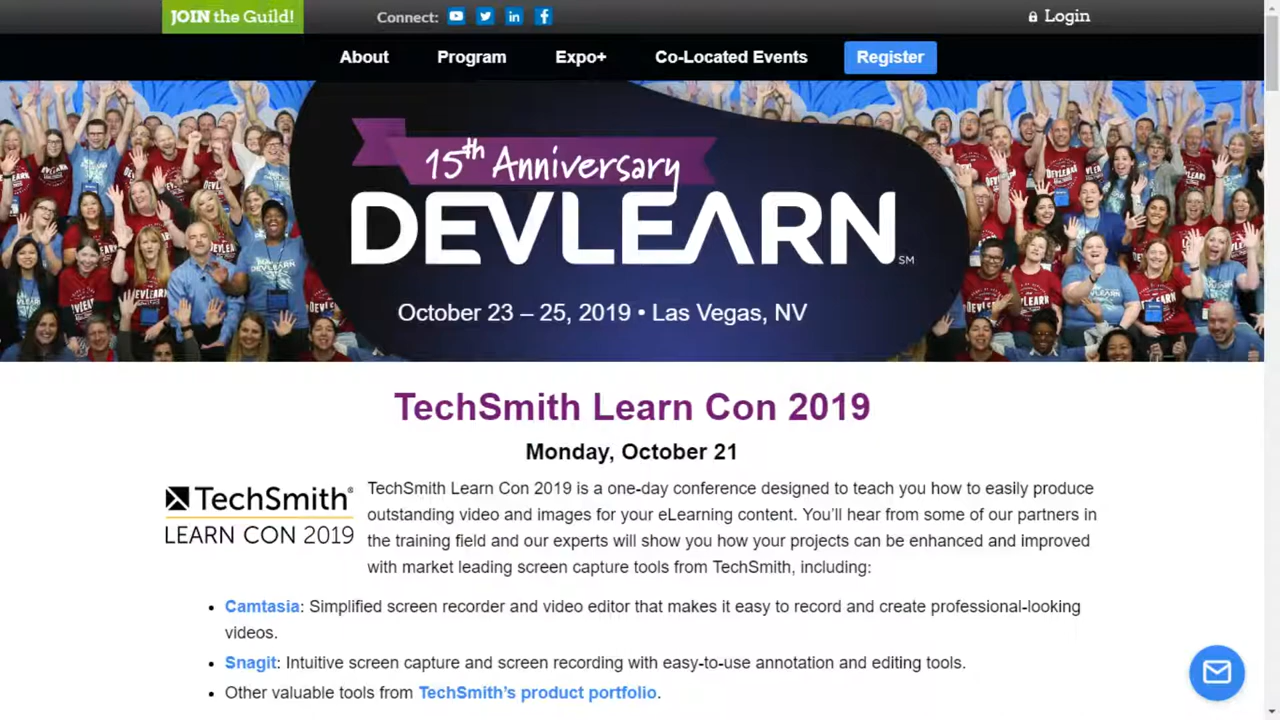 JOIN the Guild!
Connect:
Login
About
Program
Expo+
Co-Located Events
Register
15th Anniversary
DEVLEARN SM
October 23 – 25, 2019 • Las Vegas, NV
TechSmith Learn Con 2019
Monday, October 21
TechSmith®
LEARN CON 2019
TechSmith Learn Con 2019 is a one-day conference designed to teach you how to easily produce
outstanding video and images for your eLearning content. You’ll hear from some of our partners in
the training field and our experts will show you how your projects can be enhanced and improved
with market leading screen capture tools from TechSmith, including:
• Camtasia: Simplified screen recorder and video editor that makes it easy to record and create professional-looking
videos.
• Snagit: Intuitive screen capture and screen recording with easy-to-use annotation and editing tools.
• Other valuable tools from TechSmith’s product portfolio.